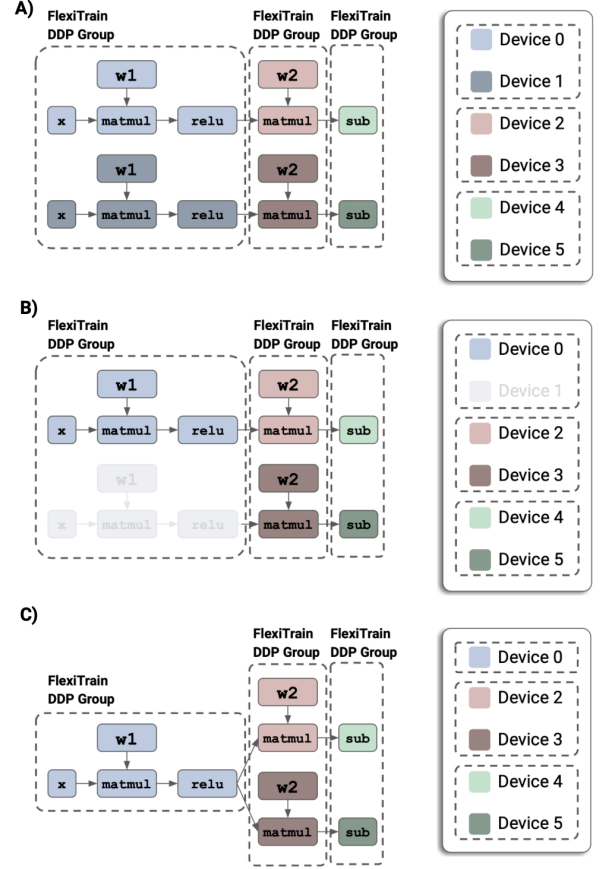 A)
FlexiTrain
DDP Group
FlexiTrain
DDP Group
FlexiTrain
DDP Group
w1
w2
x
matmul
relu
matmul
sub
w1
w2
x
matmul
relu
matmul
sub
Device 0
Device 1
Device 2
Device 3
Device 4
Device 5
B)
FlexiTrain
DDP Group
FlexiTrain
DDP Group
FlexiTrain
DDP Group
w1
w2
x
matmul
relu
matmul
sub
w1
w2
x
matmul
relu
matmul
sub
Device 0
Device 1
Device 2
Device 3
Device 4
Device 5
C)
FlexiTrain
DDP Group
FlexiTrain
DDP Group
FlexiTrain
DDP Group
w2
w1
matmul
sub
x
matmul
relu
w2
matmul
sub
Device 0
Device 2
Device 3
Device 4
Device 5